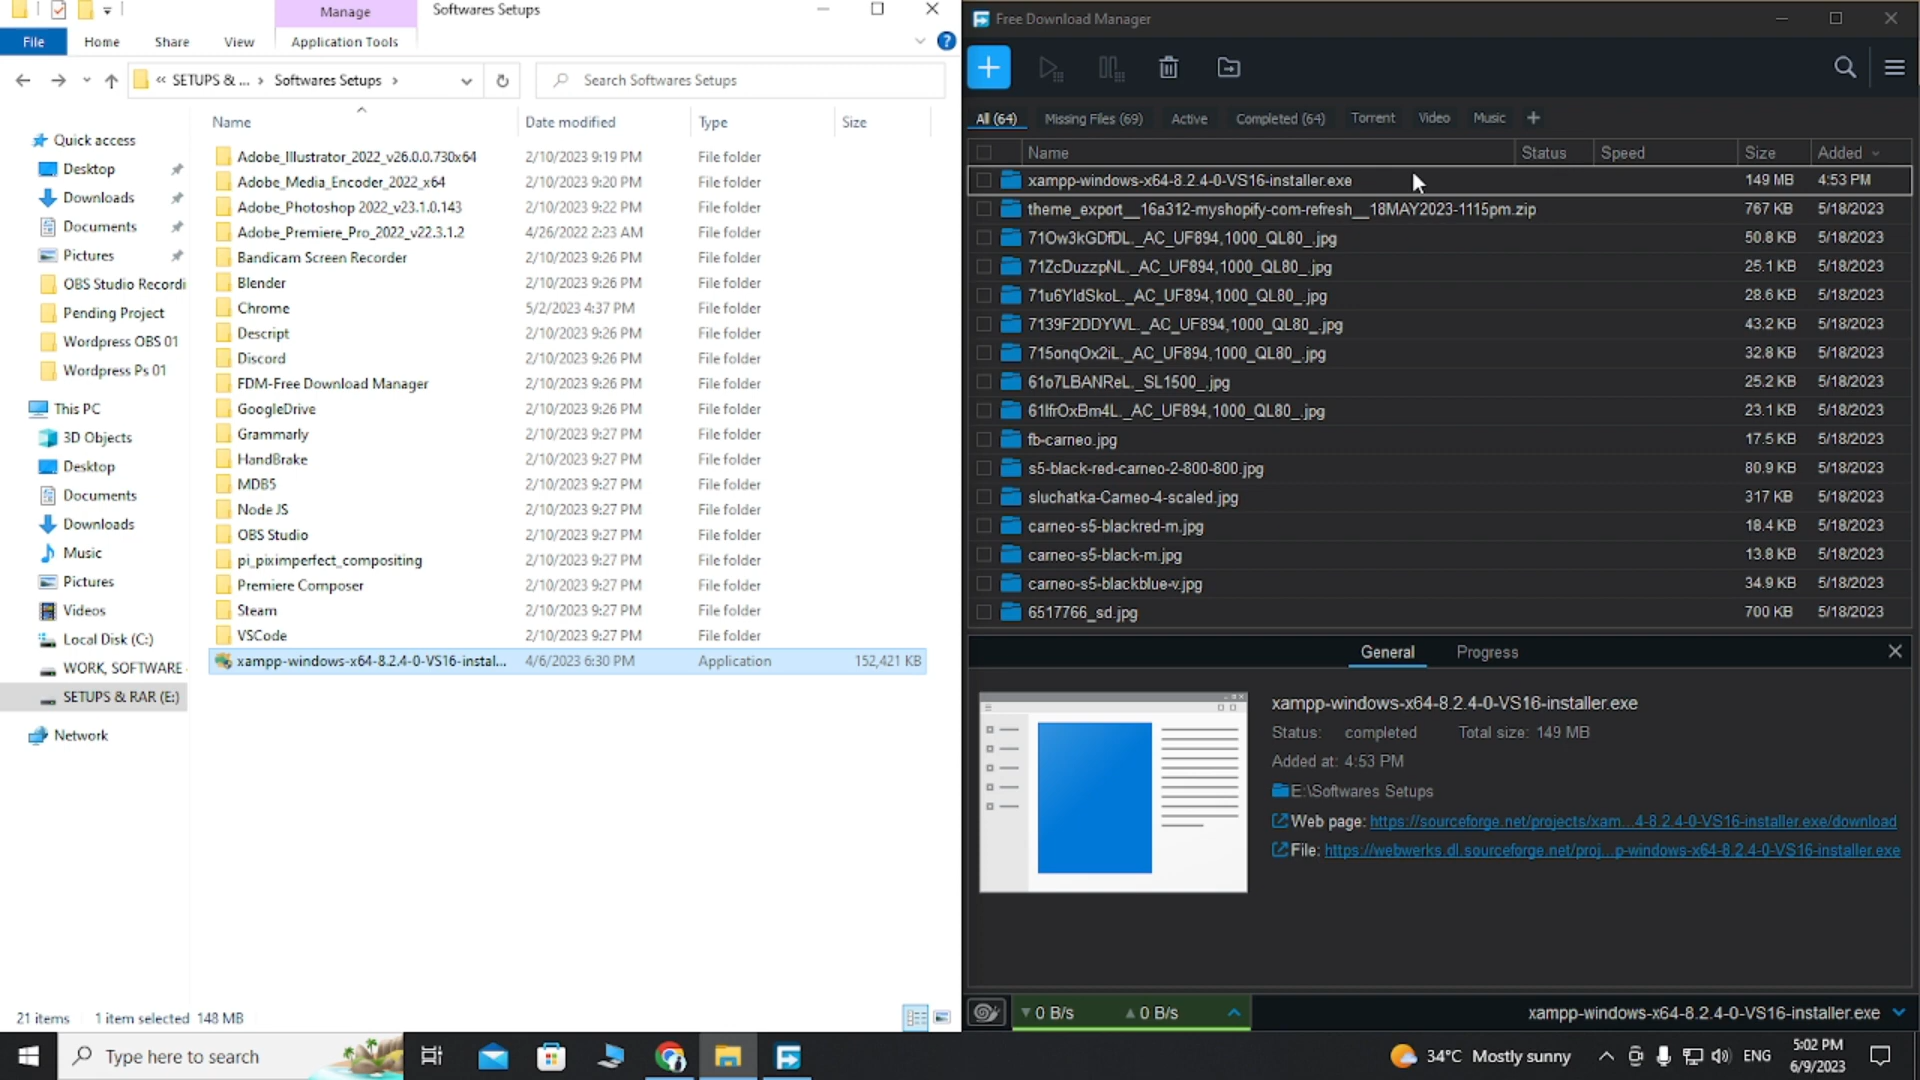 Manage
Softwares Setups
File
Home
Share
View
Application Tools
« SETUPS & ... › Softwares Setups ›
Search Softwares Setups
Name
Date modified
Type
Size
Quick access
Desktop
Downloads
Documents
Pictures
OBS Studio Recordi
Pending Project
Wordpress OBS 01
Wordpress Ps 01
This PC
3D Objects
Desktop
Documents
Downloads
Music
Pictures
Videos
Local Disk (C:)
WORK, SOFTWARE
SETUPS & RAR (E:)
Network
Adobe_Illustrator_2022_v26.0.0.730x64 2/10/2023 9:19 PM File folder
Adobe_Media_Encoder_2022_x64 2/10/2023 9:20 PM File folder
Adobe_Photoshop 2022_v23.1.0.143 2/10/2023 9:22 PM File folder
Adobe_Premiere_Pro_2022_v22.3.1.2 4/26/2022 2:23 AM File folder
Bandicam Screen Recorder 2/10/2023 9:26 PM File folder
Blender 2/10/2023 9:26 PM File folder
Chrome 5/2/2023 4:37 PM File folder
Descript 2/10/2023 9:26 PM File folder
Discord 2/10/2023 9:26 PM File folder
FDM-Free Download Manager 2/10/2023 9:26 PM File folder
GoogleDrive 2/10/2023 9:26 PM File folder
Grammarly 2/10/2023 9:27 PM File folder
HandBrake 2/10/2023 9:27 PM File folder
MDB5 2/10/2023 9:27 PM File folder
Node JS 2/10/2023 9:27 PM File folder
OBS Studio 2/10/2023 9:27 PM File folder
pi_piximperfect_compositing 2/10/2023 9:27 PM File folder
Premiere Composer 2/10/2023 9:27 PM File folder
Steam 2/10/2023 9:27 PM File folder
VSCode 2/10/2023 9:27 PM File folder
xampp-windows-x64-8.2.4-0-VS16-instal... 4/6/2023 6:30 PM Application 152,421 KB
21 items 1 item selected 148 MB
Free Download Manager
All (64) Missing Files (69) Active Completed (64) Torrent Video Music +
Name Status Speed Size Added
xampp-windows-x64-8.2.4-0-VS16-installer.exe 149 MB 4:53 PM
theme_export__16a312-myshopify-com-refresh__18MAY2023-1115pm.zip 767 KB 5/18/2023
71Ow3kGDfDL._AC_UF894,1000_QL80_.jpg 50.8 KB 5/18/2023
71ZcDuzzpNL._AC_UF894,1000_QL80_.jpg 25.1 KB 5/18/2023
71u6YldSkoL._AC_UF894,1000_QL80_.jpg 28.6 KB 5/18/2023
7139F2DDYWL._AC_UF894,1000_QL80_.jpg 43.2 KB 5/18/2023
715onqOx2iL._AC_UF894,1000_QL80_.jpg 32.8 KB 5/18/2023
61o7LBANReL._SL1500_.jpg 25.2 KB 5/18/2023
61lfrOxBm4L._AC_UF894,1000_QL80_.jpg 23.1 KB 5/18/2023
fb-carneo.jpg 17.5 KB 5/18/2023
s5-black-red-carneo-2-800-800.jpg 80.9 KB 5/18/2023
sluchatka-Carneo-4-scaled.jpg 317 KB 5/18/2023
carneo-s5-blackred-m.jpg 18.4 KB 5/18/2023
carneo-s5-black-m.jpg 13.8 KB 5/18/2023
carneo-s5-blackblue-v.jpg 34.9 KB 5/18/2023
6517766_sd.jpg 700 KB 5/18/2023
General Progress
xampp-windows-x64-8.2.4-0-VS16-installer.exe
Status: completed Total size: 149 MB
Added at: 4:53 PM
E:\Softwares Setups
Web page: https://sourceforge.net/projects/xam...4-8.2.4-0-VS16-installer.exe/download
File: https://webwerks.dl.sourceforge.net/proj...p-windows-x64-8.2.4-0-VS16-installer.exe
0 B/s 0 B/s xampp-windows-x64-8.2.4-0-VS16-installer.exe
Type here to search
34°C Mostly sunny
ENG
5:02 PM
6/9/2023